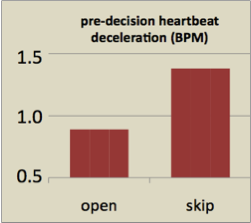 pre-decision heartbeat
deceleration (BPM)
1.5
1.0
0.5
open skip